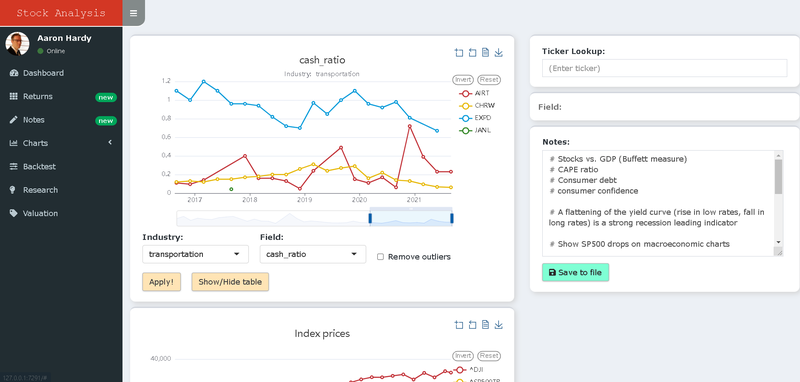 Stock Analysis
Aaron Hardy
Online
Dashboard
Returns new
Notes new
Charts
Backtest
Research
Valuation
cash_ratio
Industry: transportation
Invert Reset
AIRT
CHRW
EXPD
JANL
1.2
1
0.8
0.6
0.4
0.2
0
2017 2018 2019 2020 2021
Industry: Field:
transportation cash_ratio Remove outliers
Apply! Show/Hide table
Index prices
Invert Reset
40,000
^DJI
^SP500TR
Ticker Lookup:
(Enter ticker)
Field:
Notes:
# Stocks vs. GDP (Buffett measure)
# CAPE ratio
# Consumer debt
# consumer confidence
# A flattening of the yield curve (rise in low rates, fall in
long rates) is a strong recession leading indicator
# Show SP500 drops on macroeconomic charts
Save to file